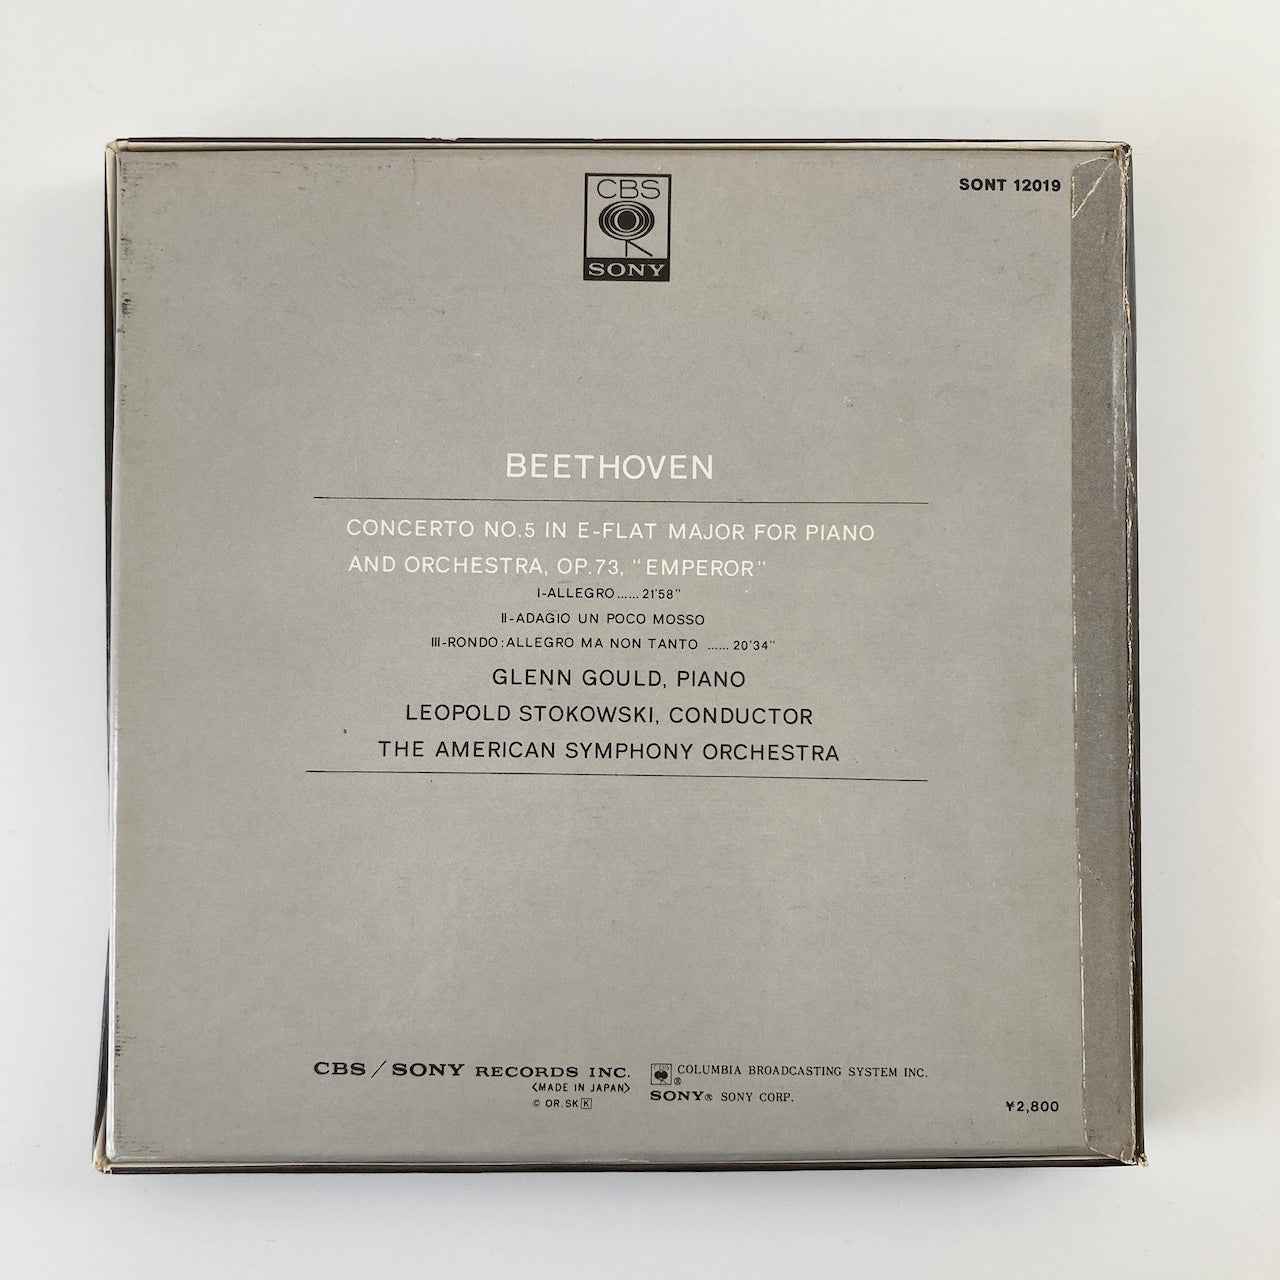 CBS
SONY
SONT 12019
BEETHOVEN
CONCERTO NO.5 IN E-FLAT MAJOR FOR PIANO
AND ORCHESTRA, OP.73, “EMPEROR”
I-ALLEGRO...... 21'58"
II-ADAGIO UN POCO MOSSO
III-RONDO:ALLEGRO MA NON TANTO ...... 20'34"
GLENN GOULD, PIANO
LEOPOLD STOKOWSKI, CONDUCTOR
THE AMERICAN SYMPHONY ORCHESTRA
CBS/SONY RECORDS INC.
〈MADE IN JAPAN〉
© OR.SK K
CBS ® COLUMBIA BROADCASTING SYSTEM INC.
SONY® SONY CORP.
¥2,800